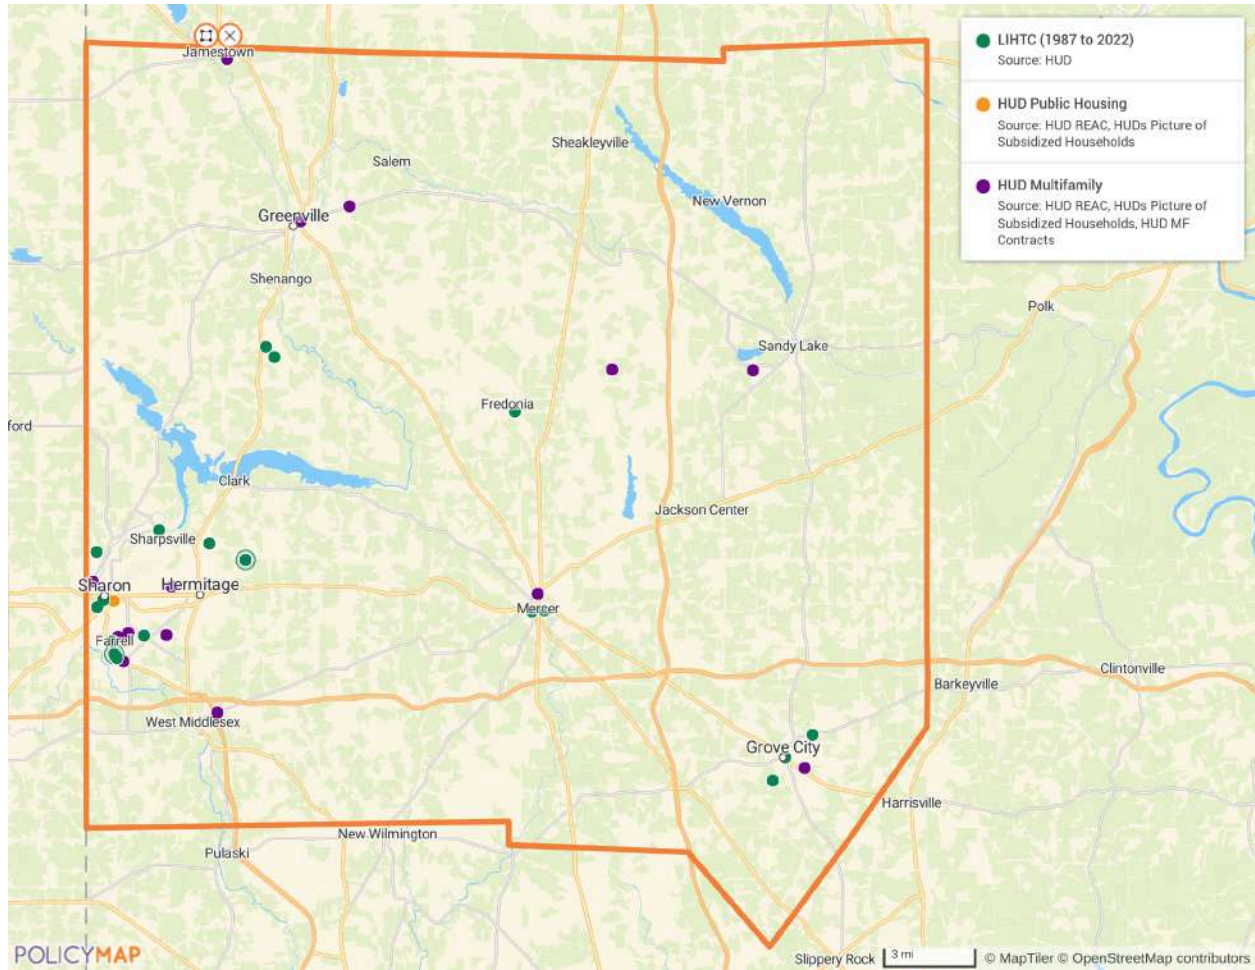 Jamestown
LIHTC (1987 to 2022)
Source: HUD
HUD Public Housing
Source: HUD REAC, HUDs Picture of
Subsidized Households
HUD Multifamily
Source: HUD REAC, HUDs Picture of
Subsidized Households, HUD MF
Contracts
Sheakleyville
Salem
New Vernon
Greenville
Shenango
Polk
Sandy Lake
Fredonia
ford
Clark
Jackson Center
Sharpsville
Sharon
Hermitage
Mercer
Farrell
Clintonville
Barkeyville
West Middlesex
Grove City
Harrisville
New Wilmington
Pulaski
POLICYMAP
Slippery Rock
3 mi
© MapTiler © OpenStreetMap contributors